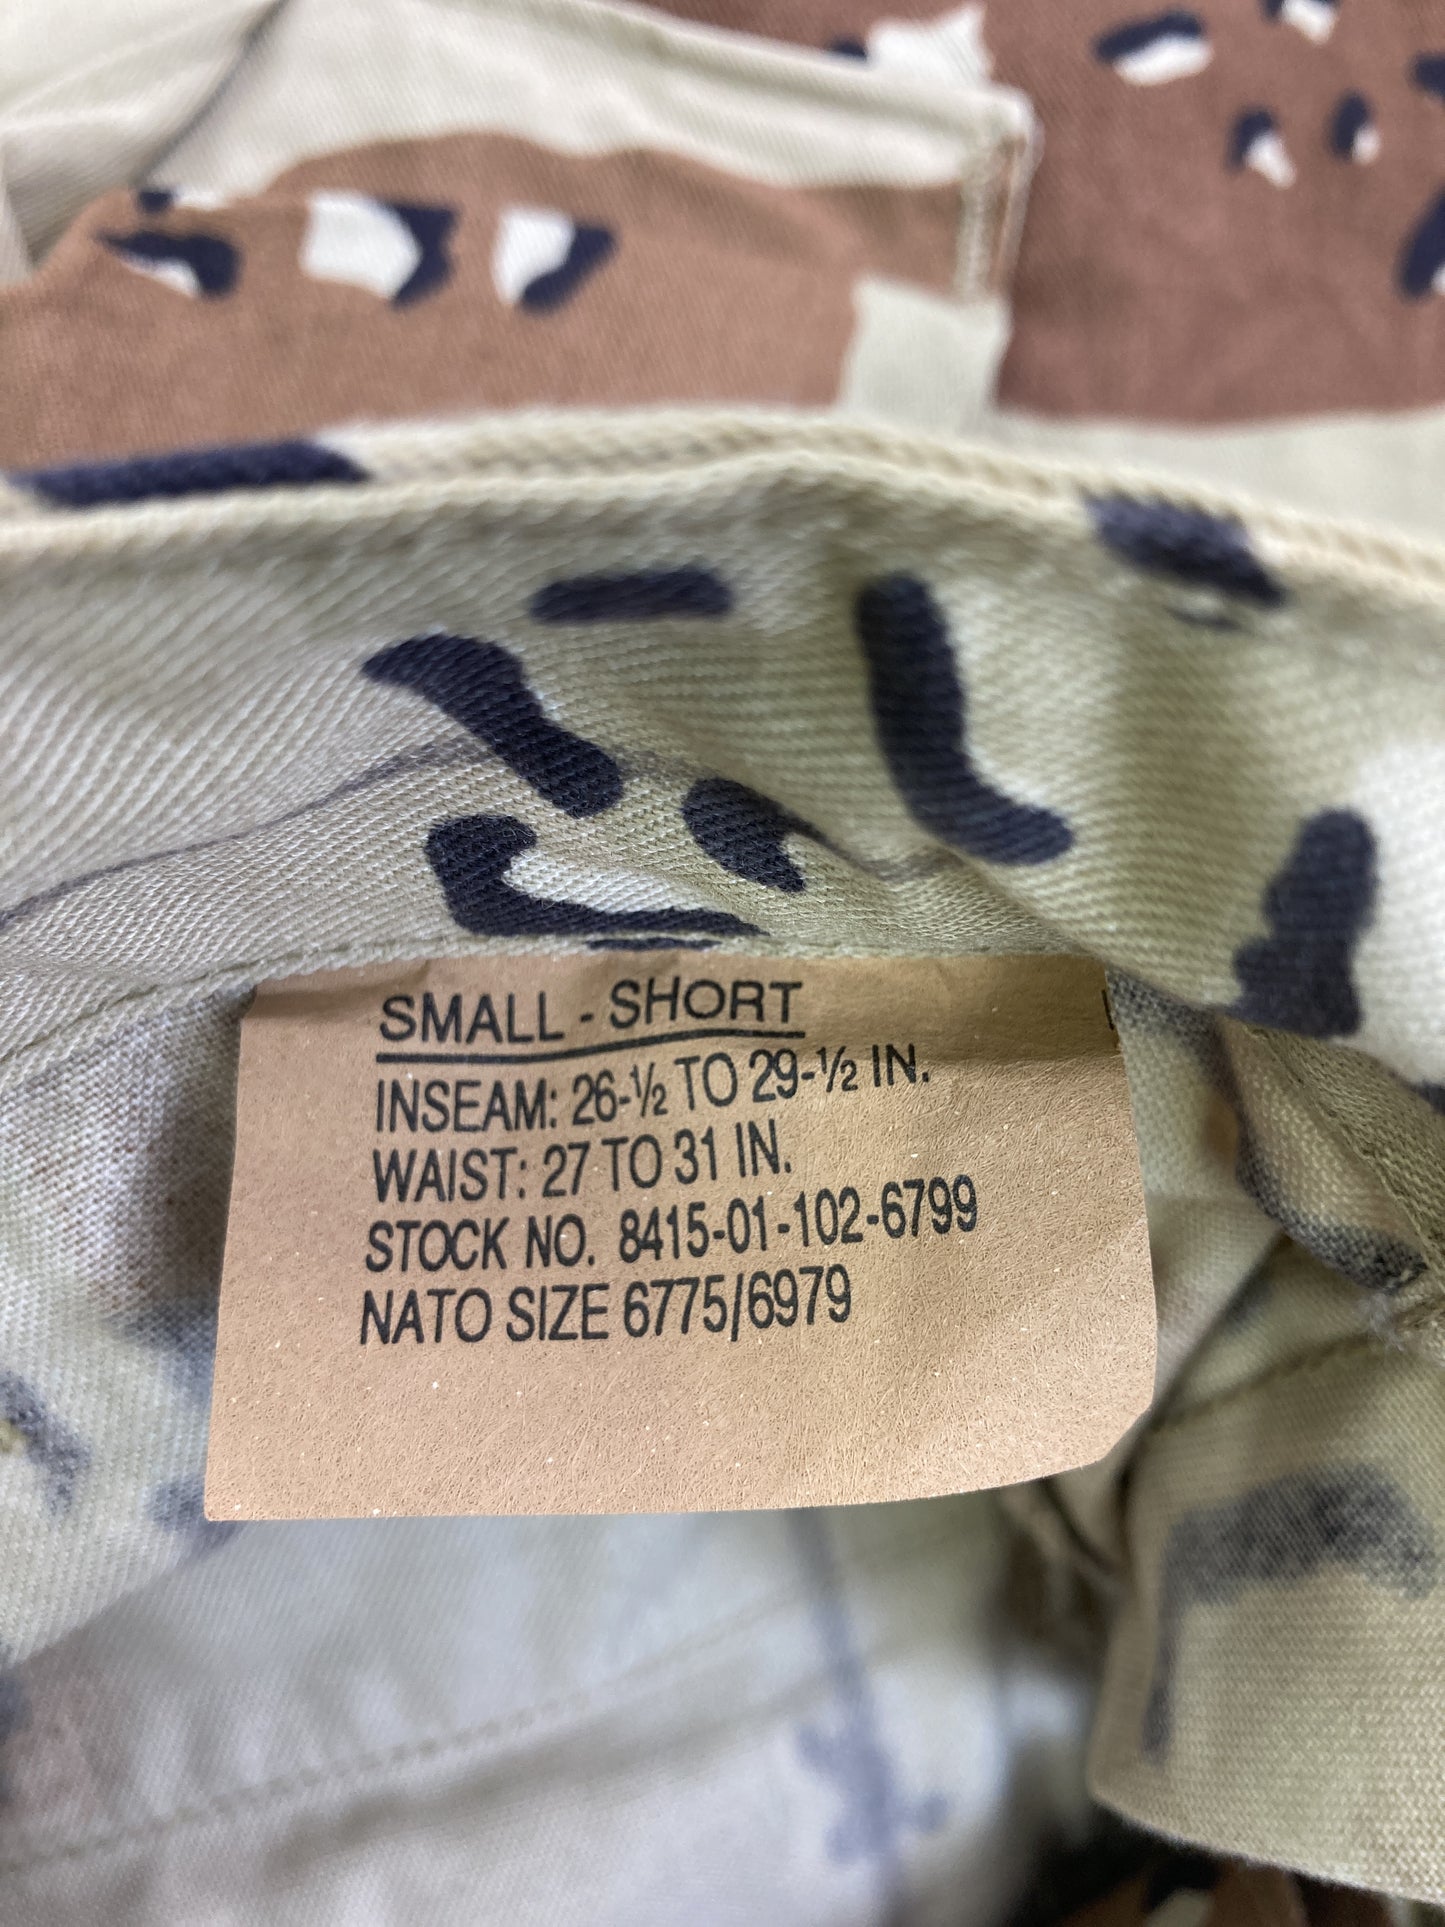 SMALL - SHORT
INSEAM: 26-½ TO 29-½ IN.
WAIST: 27 TO 31 IN.
STOCK NO. 8415-01-102-6799
NATO SIZE 6775/6979